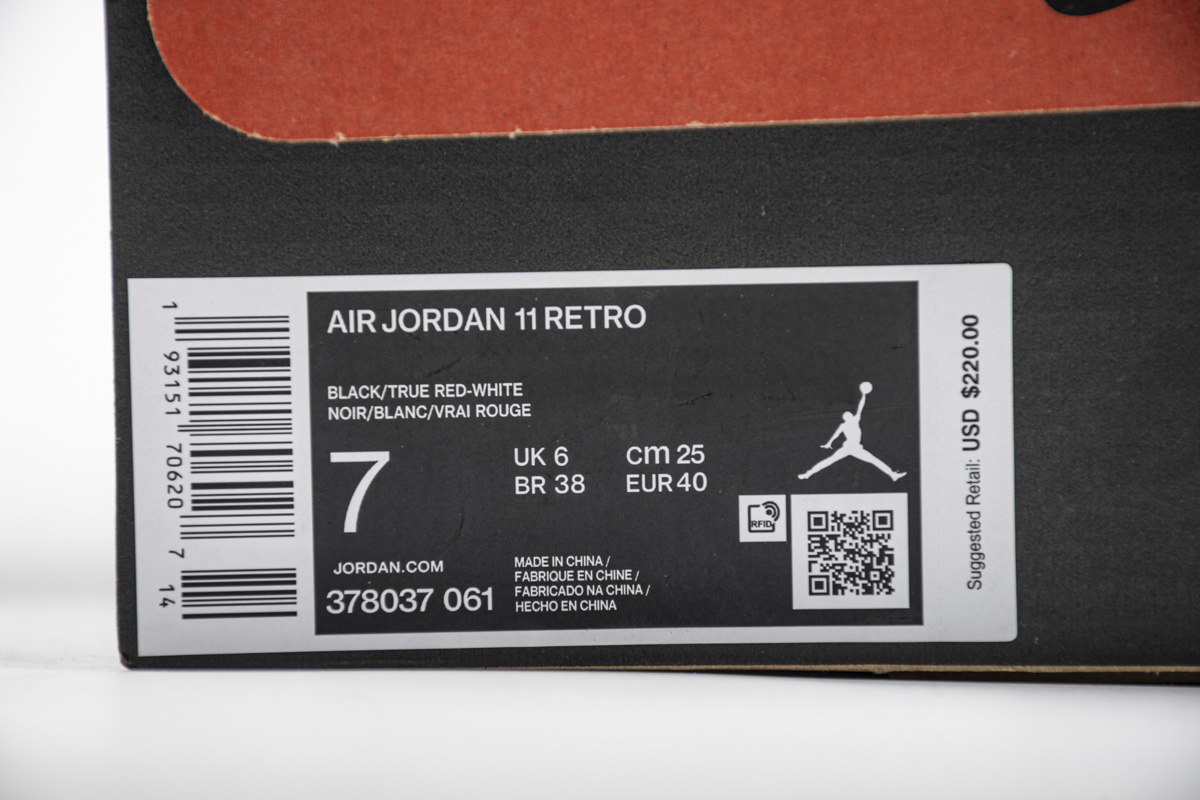 1 93151 70620 7 14
AIR JORDAN 11 RETRO
BLACK/TRUE RED-WHITE
NOIR/BLANC/VRAI ROUGE
7
UK 6 cm 25
BR 38 EUR 40
RFID
JORDAN.COM
378037 061
MADE IN CHINA /
FABRIQUE EN CHINE /
FABRICADO NA CHINA /
HECHO EN CHINA
Suggested Retail: USD $220.00